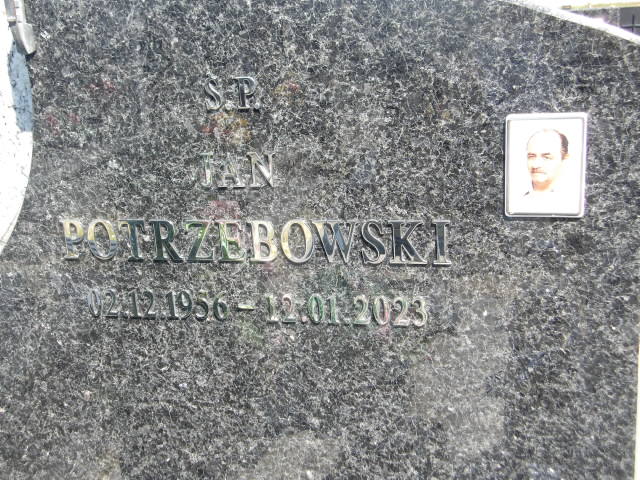 Ś.P.
JAN
POTRZEBOWSKI
02.12.1956 – 12.01.2023